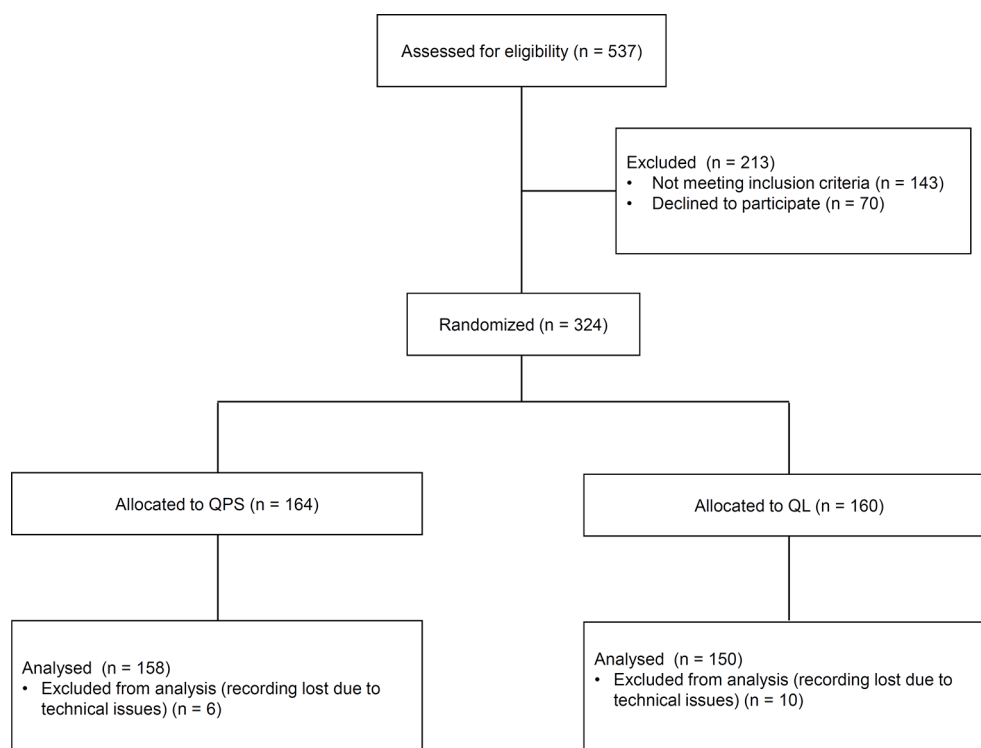 Assessed for eligibility (n = 537)
Excluded (n = 213)
• Not meeting inclusion criteria (n = 143)
• Declined to participate (n = 70)
Randomized (n = 324)
Allocated to QPS (n = 164)
Allocated to QL (n = 160)
Analysed (n = 158)
• Excluded from analysis (recording lost due to
technical issues) (n = 6)
Analysed (n = 150)
• Excluded from analysis (recording lost due to
technical issues) (n = 10)